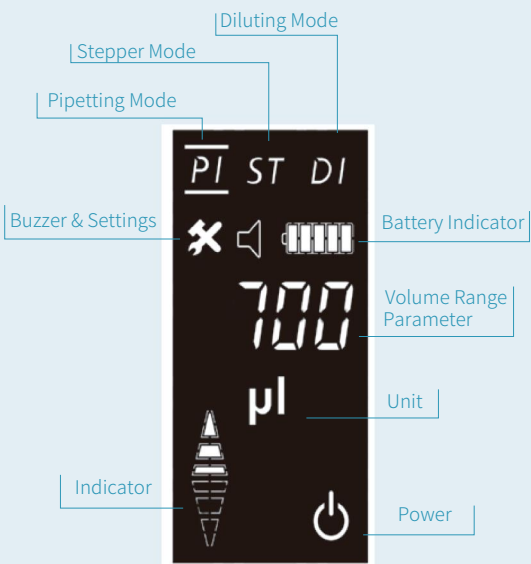 Diluting Mode
Stepper Mode
Pipetting Mode
PI ST DI
Buzzer & Settings
Battery Indicator
700
Volume Range
Parameter
µl
Unit
Indicator
Power